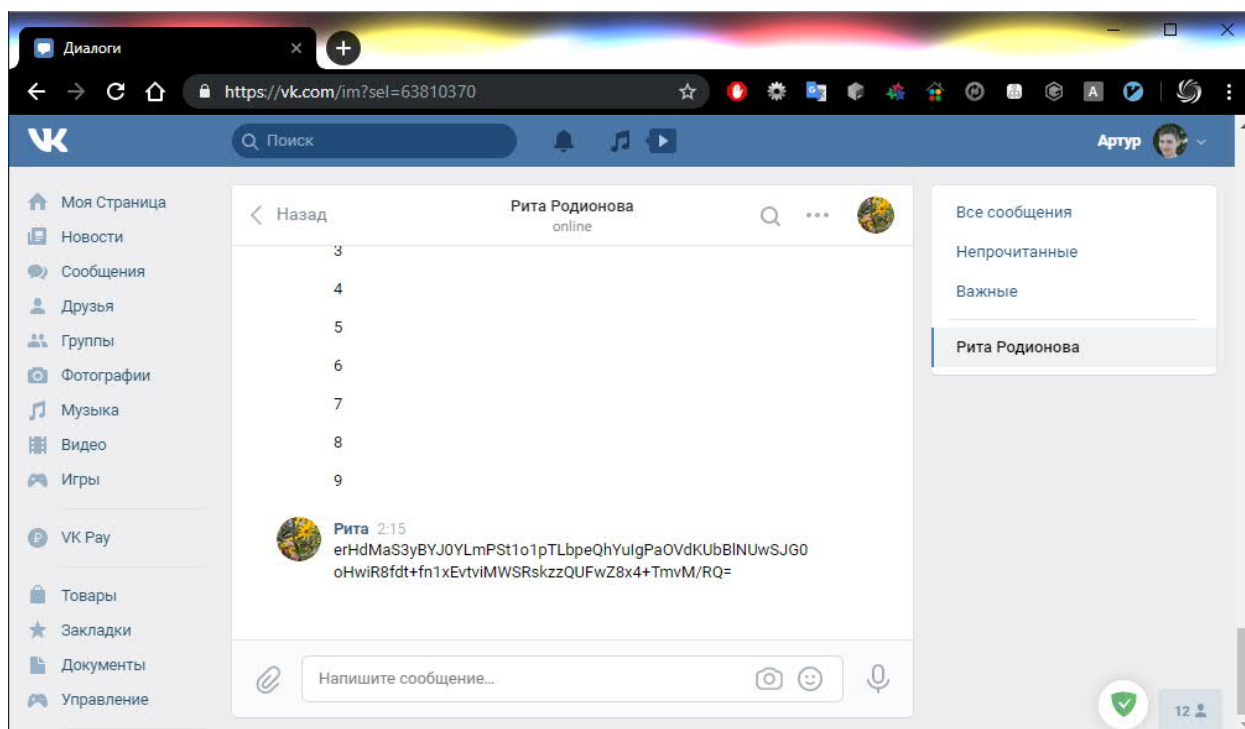 Диалоги
https://vk.com/im?sel=63810370
Поиск
Артур
Моя Страница
Новости
Сообщения
Друзья
Группы
Фотографии
Музыка
Видео
Игры
VK Pay
Товары
Закладки
Документы
Управление
Назад
Рита Родионова
online
3
4
5
6
7
8
9
Рита 2:15
erHdMaS3yBYJ0YLmPSt1o1pTLbpeQhYuIgPaOVdKUbBlNUwSJG0
oHwiR8fdt+fn1xEvtviMWSRskzzQUFwZ8x4+TmvM/RQ=
Напишите сообщение...
Все сообщения
Непрочитанные
Важные
Рита Родионова
12